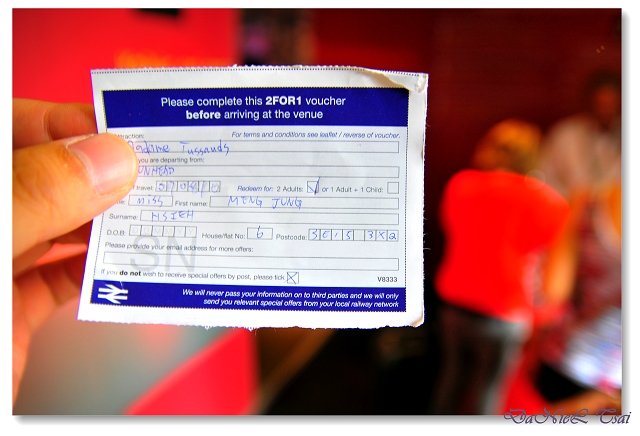 Please complete this 2FOR1 voucher
before arriving at the venue
For terms and conditions see leaflet / reverse of voucher.
Madame Tussauds
you are departing from:
travel: 070810 Redeem for: 2 Adults: or 1 Adult + 1 Child:
MISS First name: MENG JUNG
Surname: HSIEH
D.O.B: House/flat No: 6 Postcode: SE15 3X2
Please provide your email address for more offers:
If you do not wish to receive special offers by post, please tick
V8333
We will never pass your information on to third parties and we will only
send you relevant special offers from your local railway network
DaNieL Tsai